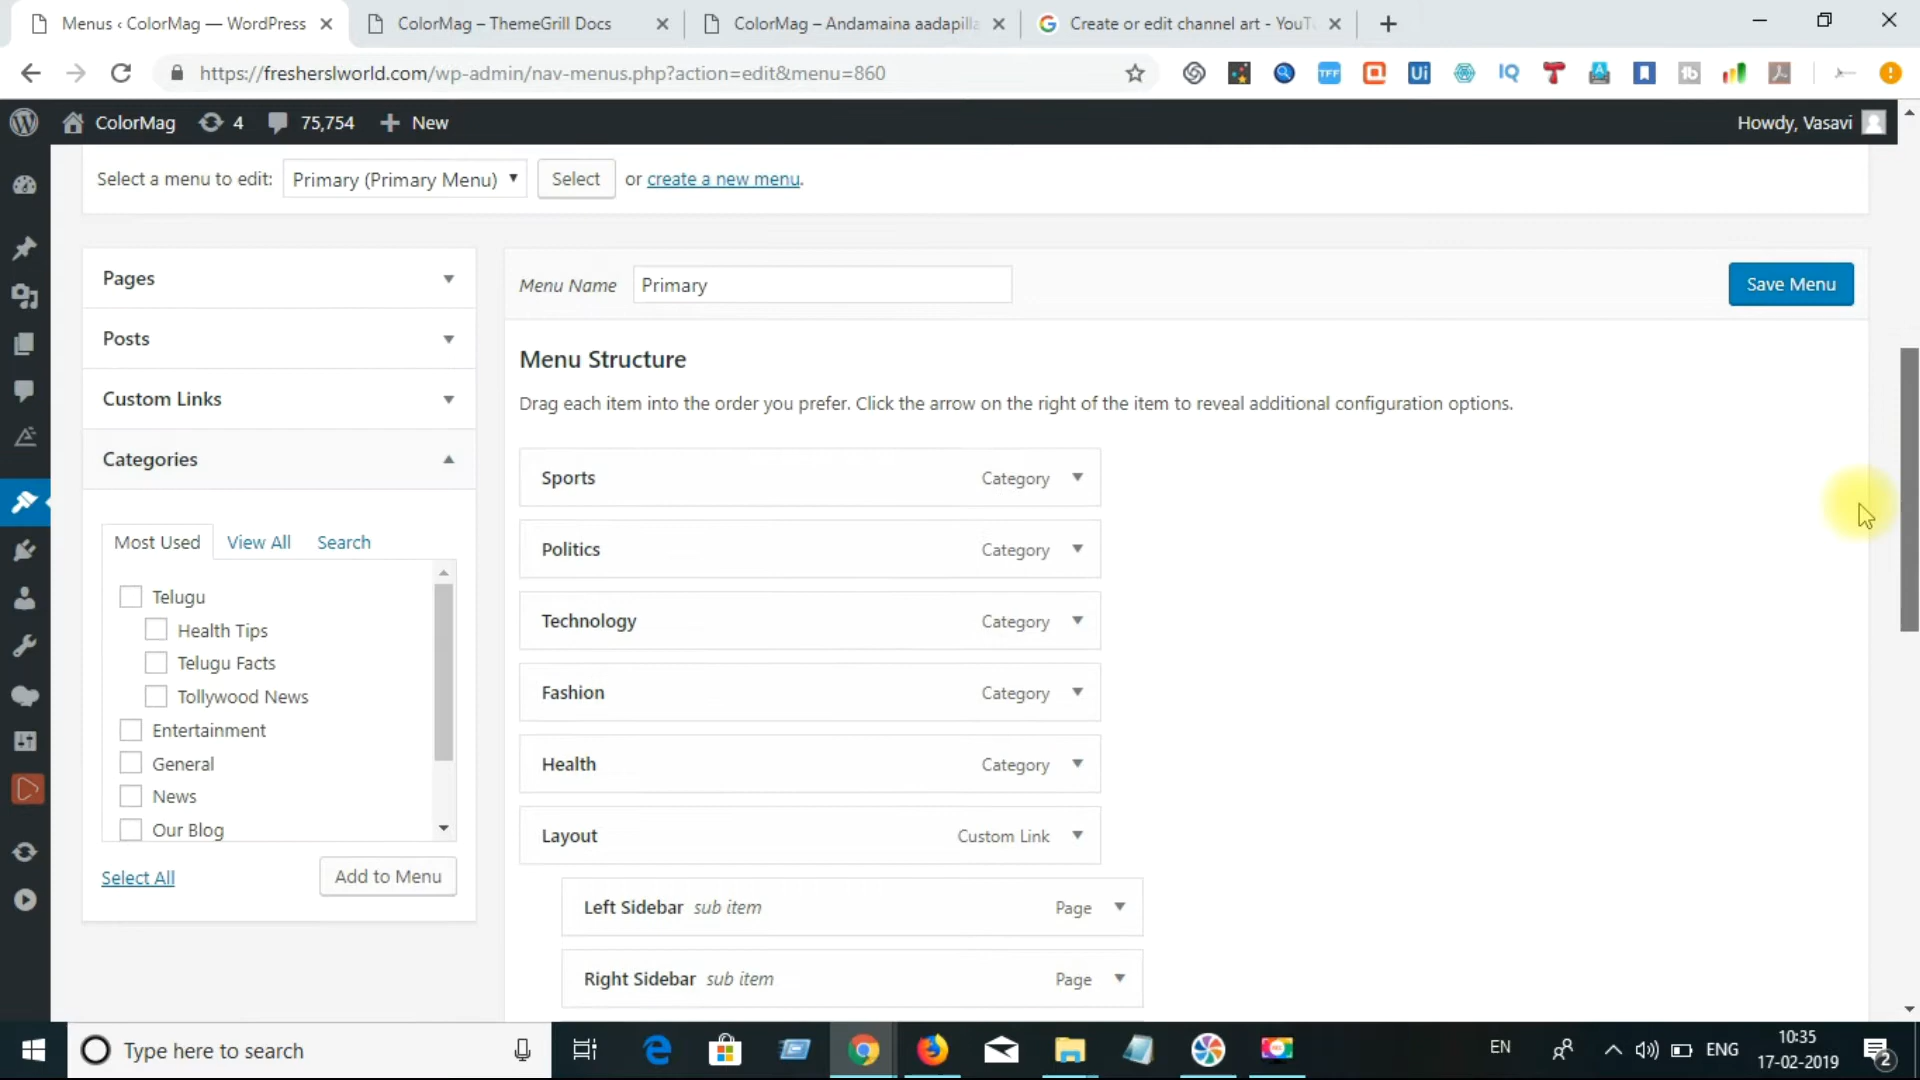 Menus ‹ ColorMag — WordPress
ColorMag – ThemeGrill Docs
ColorMag – Andamaina aadapilla
Create or edit channel art - YouTu
https://fresherslworld.com/wp-admin/nav-menus.php?action=edit&menu=860
TFF
Ui
IQ
ColorMag
4
75,754
New
Howdy, Vasavi
Select a menu to edit:
Primary (Primary Menu)
Select
or create a new menu.
Pages
Posts
Custom Links
Categories
Most Used
View All
Search
Telugu
Health Tips
Telugu Facts
Tollywood News
Entertainment
General
News
Our Blog
Select All
Add to Menu
Menu Name
Primary
Save Menu
Menu Structure
Drag each item into the order you prefer. Click the arrow on the right of the item to reveal additional configuration options.
Sports Category
Politics Category
Technology Category
Fashion Category
Health Category
Layout Custom Link
Left Sidebar sub item Page
Right Sidebar sub item Page
Type here to search
EN
ENG
10:35
17-02-2019
2